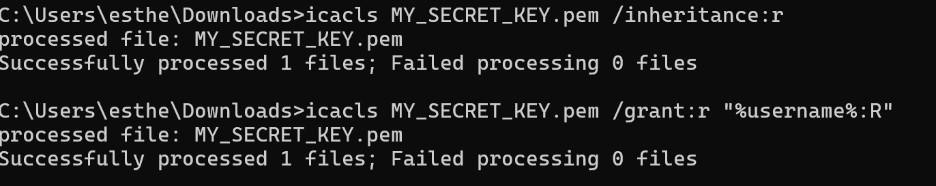 C:\Users\esthe\Downloads>icacls MY_SECRET_KEY.pem /inheritance:r
processed file: MY_SECRET_KEY.pem
Successfully processed 1 files; Failed processing 0 files
C:\Users\esthe\Downloads>icacls MY_SECRET_KEY.pem /grant:r "%username%:R"
processed file: MY_SECRET_KEY.pem
Successfully processed 1 files; Failed processing 0 files